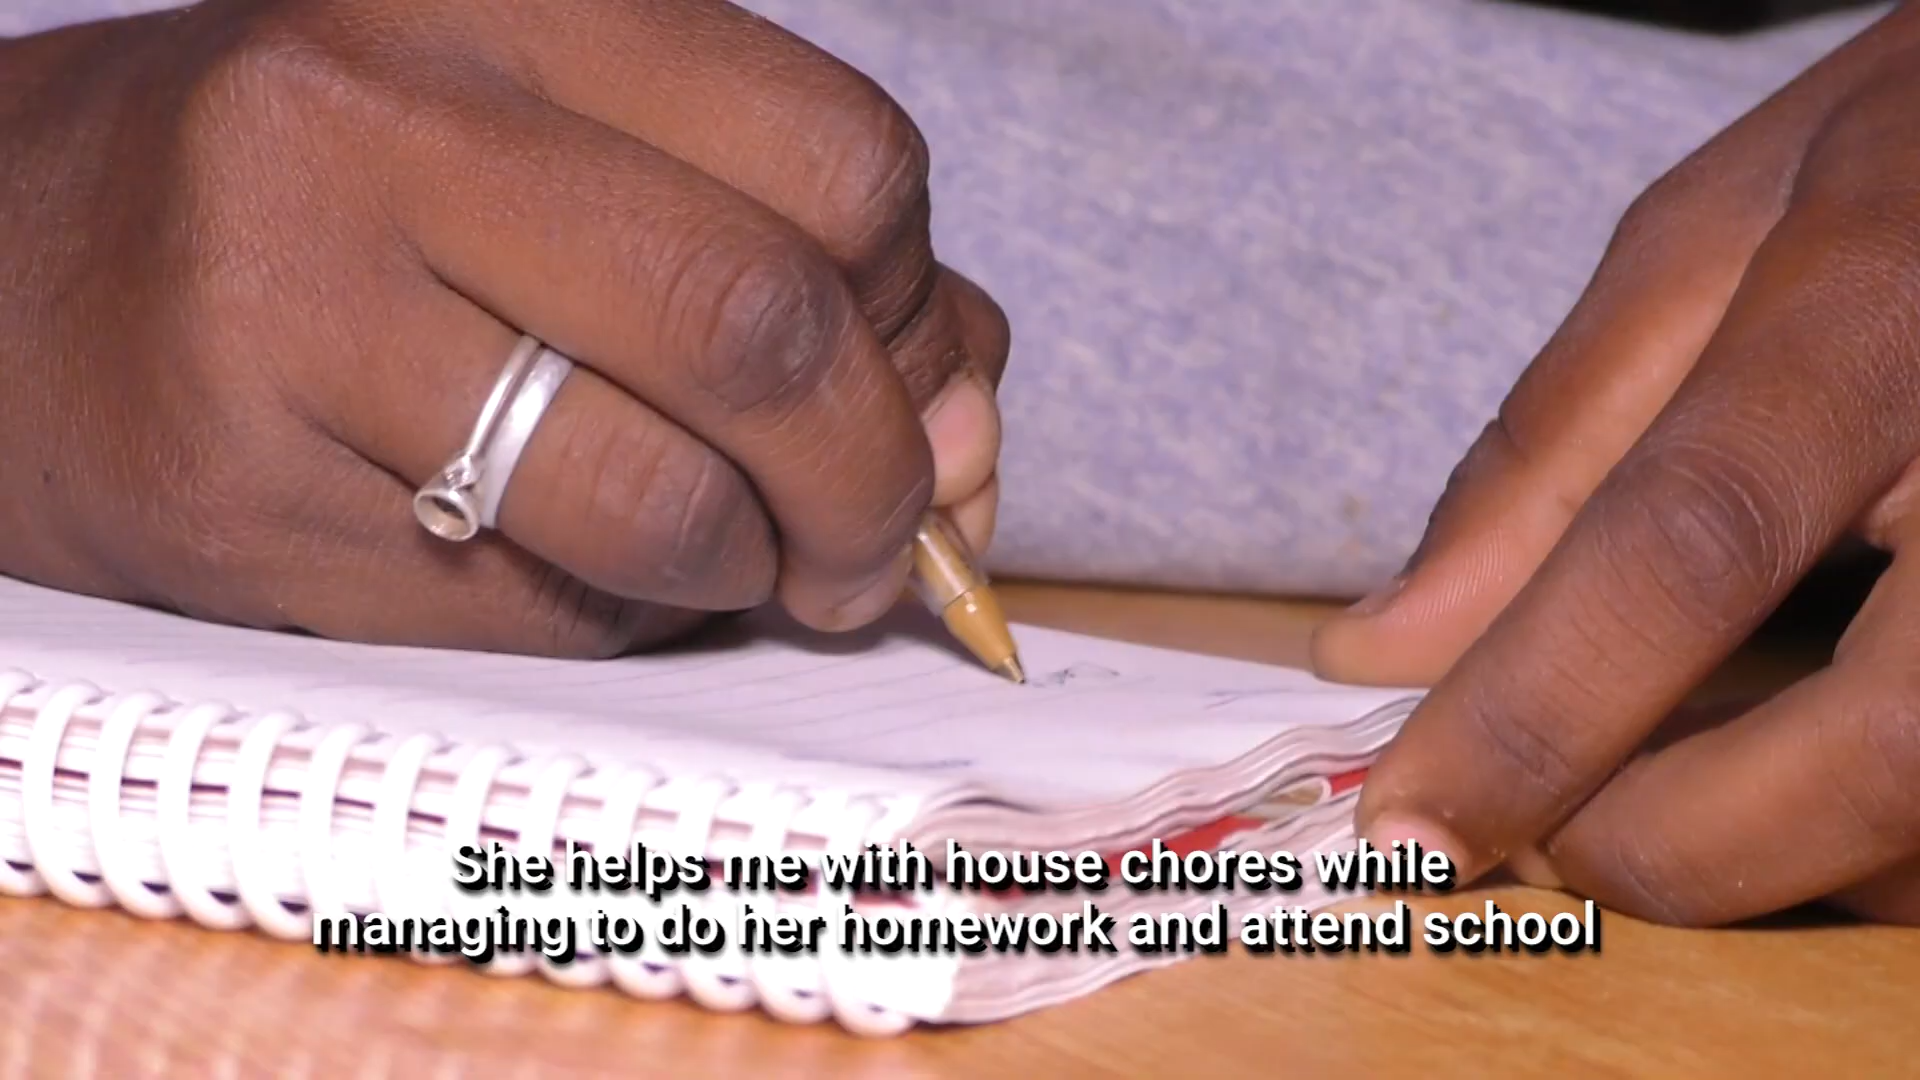 She helps me with house chores while
managing to do her homework and attend school